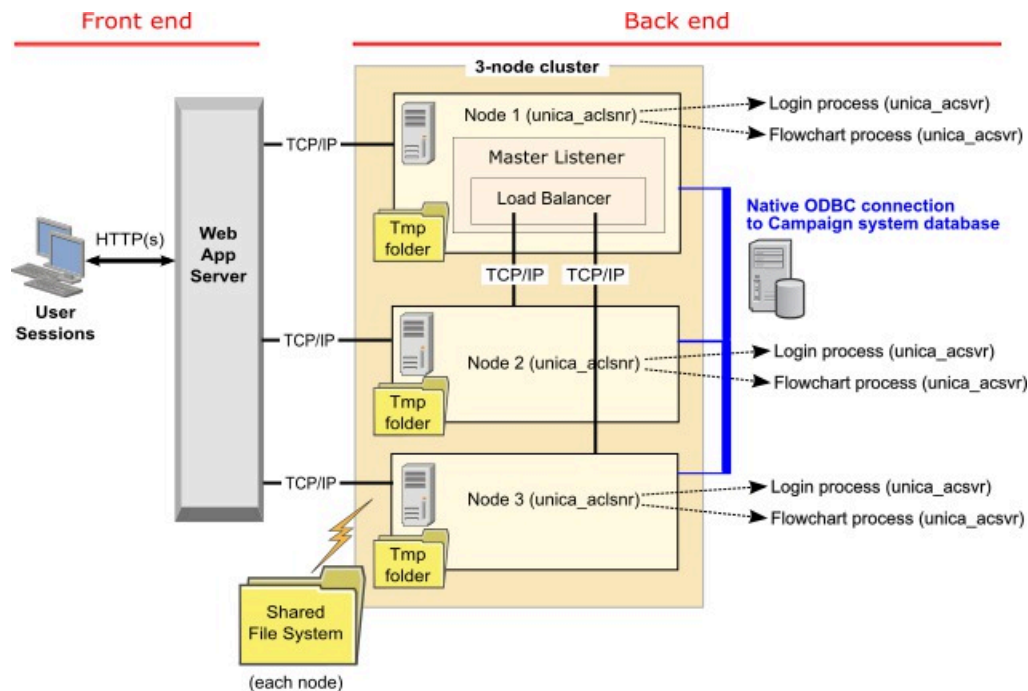 Front end
Back end
3-node cluster
Node 1 (unica_aclsnr)
Login process (unica_acsvr)
Flowchart process (unica_acsvr)
TCP/IP
Master Listener
Load Balancer
Tmp
folder
Native ODBC connection
to Campaign system database
HTTP(s)
Web
App
Server
User
Sessions
TCP/IP
TCP/IP
TCP/IP
Node 2 (unica_aclsnr)
Login process (unica_acsvr)
Flowchart process (unica_acsvr)
Tmp
folder
TCP/IP
Node 3 (unica_aclsnr)
Login process (unica_acsvr)
Flowchart process (unica_acsvr)
Tmp
folder
Shared
File System
(each node)